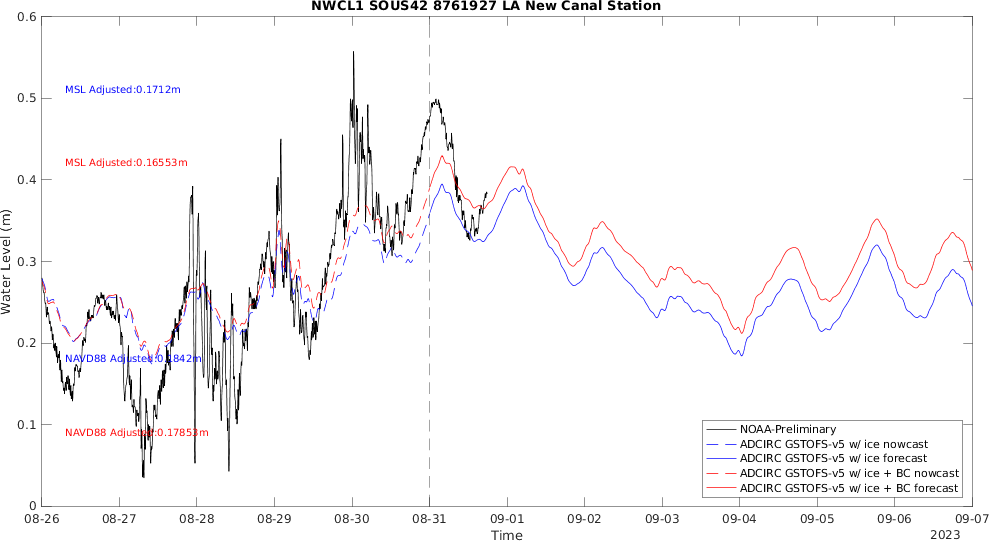 NWCL1 SOUS42 8761927 LA New Canal Station
0.6
0.5
0.4
0.3
0.2
0.1
0
Water Level (m)
MSL Adjusted:0.1712m
MSL Adjusted:0.16553m
NAVD88 Adjusted:0.1842m
NAVD88 Adjusted:0.17853m
NOAA-Preliminary
ADCIRC GSTOFS-v5 w/ ice nowcast
ADCIRC GSTOFS-v5 w/ ice forecast
ADCIRC GSTOFS-v5 w/ ice + BC nowcast
ADCIRC GSTOFS-v5 w/ ice + BC forecast
08-26 08-27 08-28 08-29 08-30 08-31 09-01 09-02 09-03 09-04 09-05 09-06 09-07
Time
2023